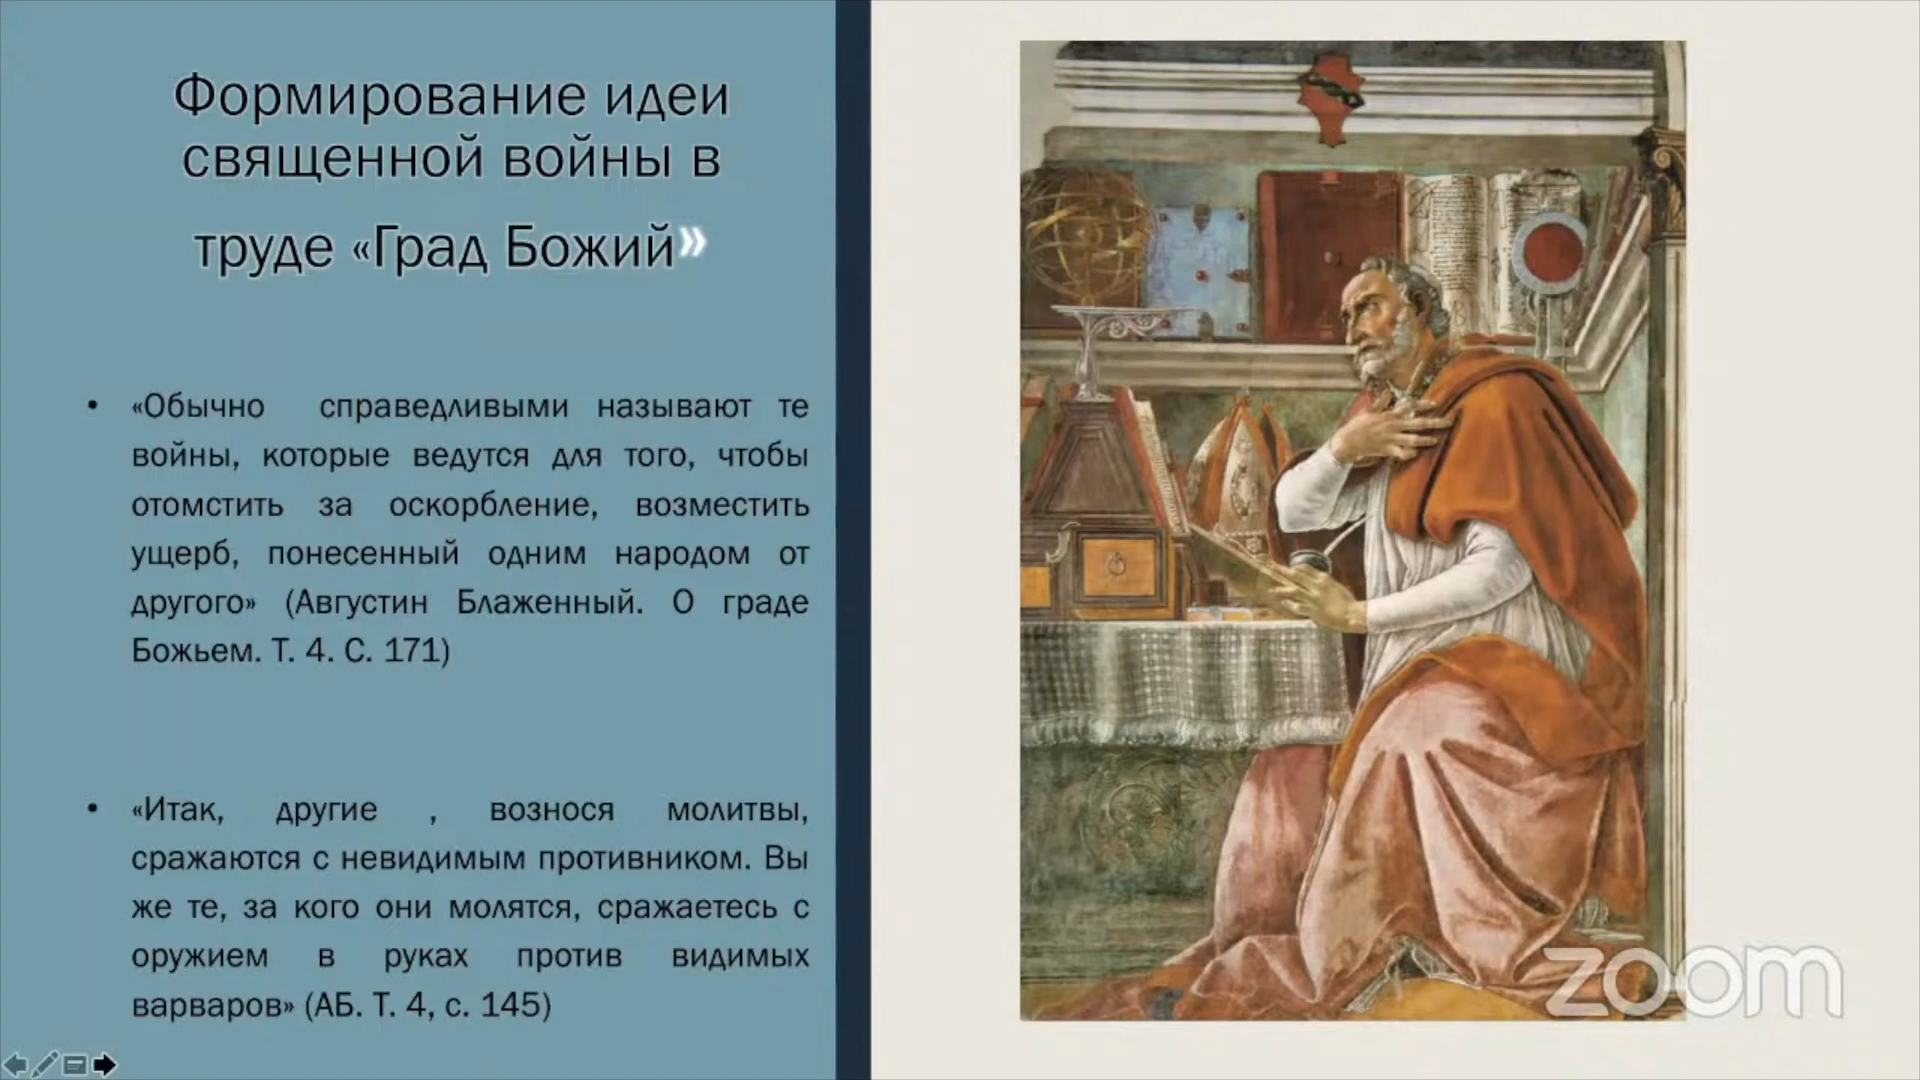 Формирование идеи
священной войны в
труде «Град Божий»
• «Обычно справедливыми называют те
войны, которые ведутся для того, чтобы
отомстить за оскорбление, возместить
ущерб, понесенный одним народом от
другого» (Августин Блаженный. О граде
Божьем. Т. 4. С. 171)
• «Итак, другие , вознося молитвы,
сражаются с невидимым противником. Вы
же те, за кого они молятся, сражаетесь с
оружием в руках против видимых
варваров» (АБ. Т. 4, с. 145)
zoom